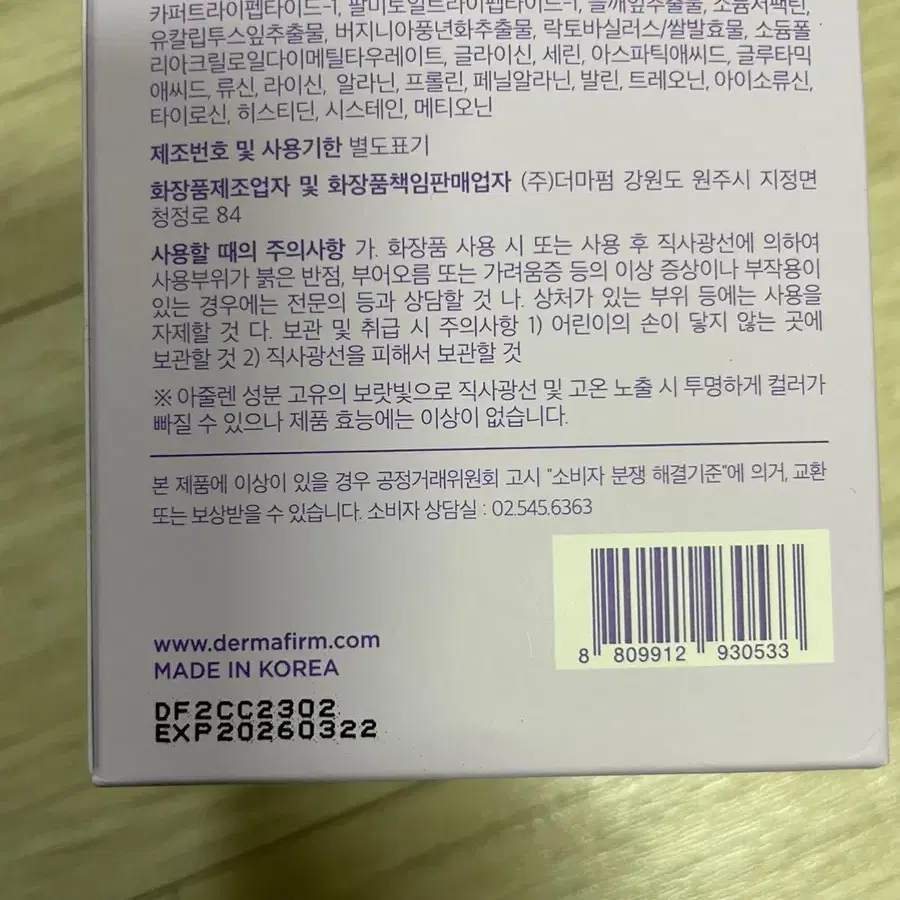 카퍼트라이펩타이드-1, 팔미토일트라이펩타이드-1, 들깨잎추출물, 소듐서팩틴,
유칼립투스잎추출물, 버지니아풍년화추출물, 락토바실러스/쌀발효물, 소듐폴
리아크릴로일다이메틸타우레이트, 글라이신, 세린, 아스파틱애씨드, 글루타믹
애씨드, 류신, 라이신, 알라닌, 프롤린, 페닐알라닌, 발린, 트레오닌, 아이소류신,
타이로신, 히스티딘, 시스테인, 메티오닌
제조번호 및 사용기한 별도표기
화장품제조업자 및 화장품책임판매업자 (주)더마펌 강원도 원주시 지정면
청정로 84
사용할 때의 주의사항 가. 화장품 사용 시 또는 사용 후 직사광선에 의하여
사용부위가 붉은 반점, 부어오름 또는 가려움증 등의 이상 증상이나 부작용이
있는 경우에는 전문의 등과 상담할 것 나. 상처가 있는 부위 등에는 사용을
자제할 것 다. 보관 및 취급 시 주의사항 1) 어린이의 손이 닿지 않는 곳에
보관할 것 2) 직사광선을 피해서 보관할 것
※ 아줄렌 성분 고유의 보랏빛으로 직사광선 및 고온 노출 시 투명하게 컬러가
빠질 수 있으나 제품 효능에는 이상이 없습니다.
본 제품에 이상이 있을 경우 공정거래위원회 고시 "소비자 분쟁 해결기준"에 의거, 교환
또는 보상받을 수 있습니다. 소비자 상담실 : 02.545.6363
8 809912 930533
www.dermafirm.com
MADE IN KOREA
DF2CC2302
EXP20260322